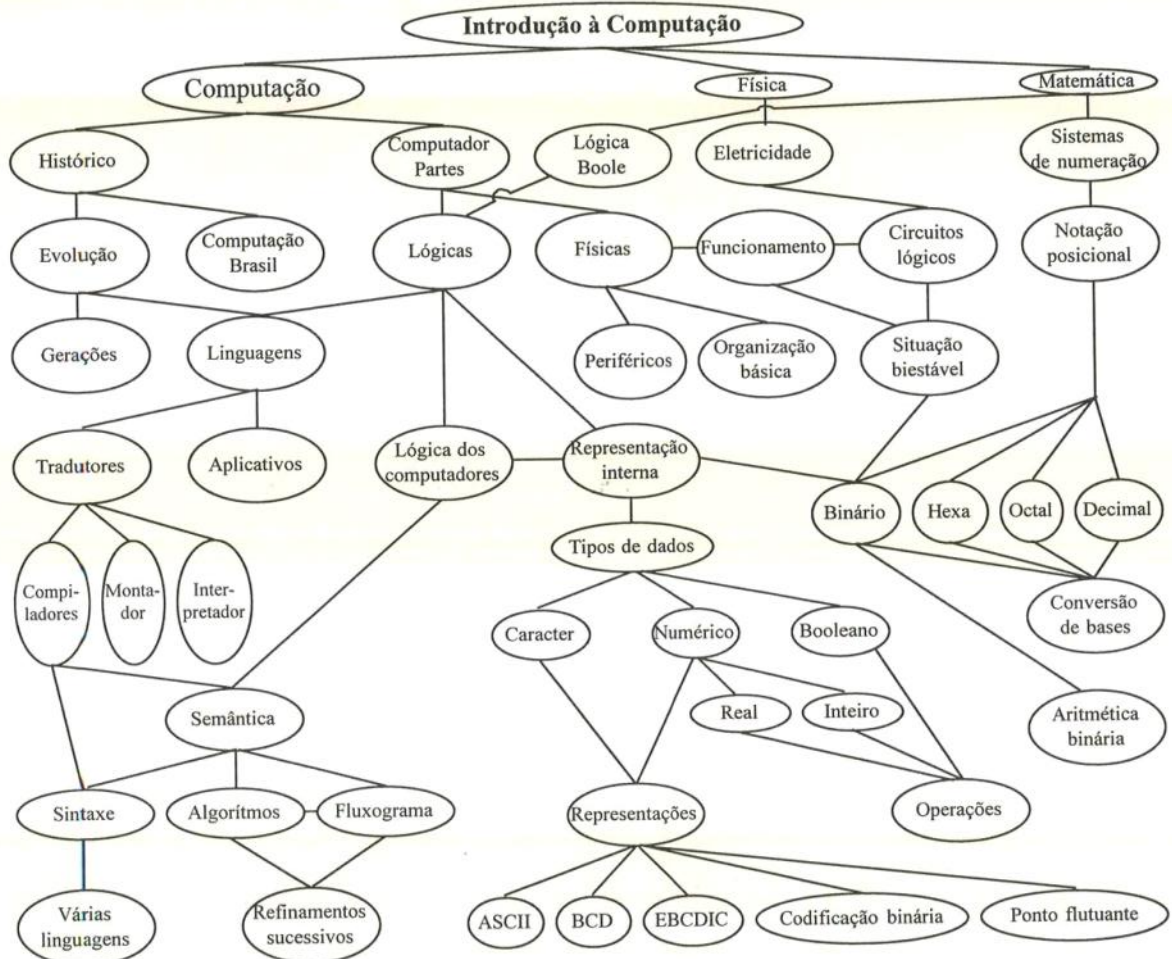 Introdução à Computação
Computação
Física
Matemática
Histórico
Computador
Partes
Lógica
Boole
Eletricidade
Sistemas
de numeração
Evolução
Computação
Brasil
Lógicas
Físicas
Funcionamento
Circuitos
lógicos
Notação
posicional
Gerações
Linguagens
Periféricos
Organização
básica
Situação
biestável
Tradutores
Aplicativos
Lógica dos
computadores
Representação
interna
Binário
Hexa
Octal
Decimal
Tipos de dados
Compi-
ladores
Monta-
dor
Inter-
pretador
Conversão
de bases
Caracter
Numérico
Booleano
Semântica
Real
Inteiro
Aritmética
binária
Sintaxe
Algorítmos
Fluxograma
Representações
Operações
Várias
linguagens
Refinamentos
sucessivos
ASCII
BCD
EBCDIC
Codificação binária
Ponto flutuante